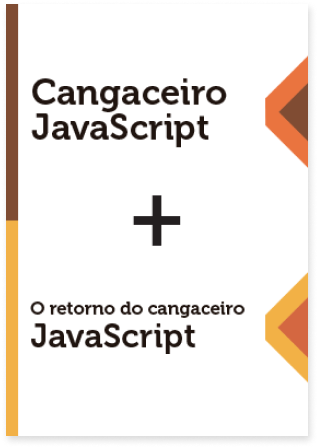 Cangaceiro
JavaScript
+
O retorno do cangaceiro
JavaScript